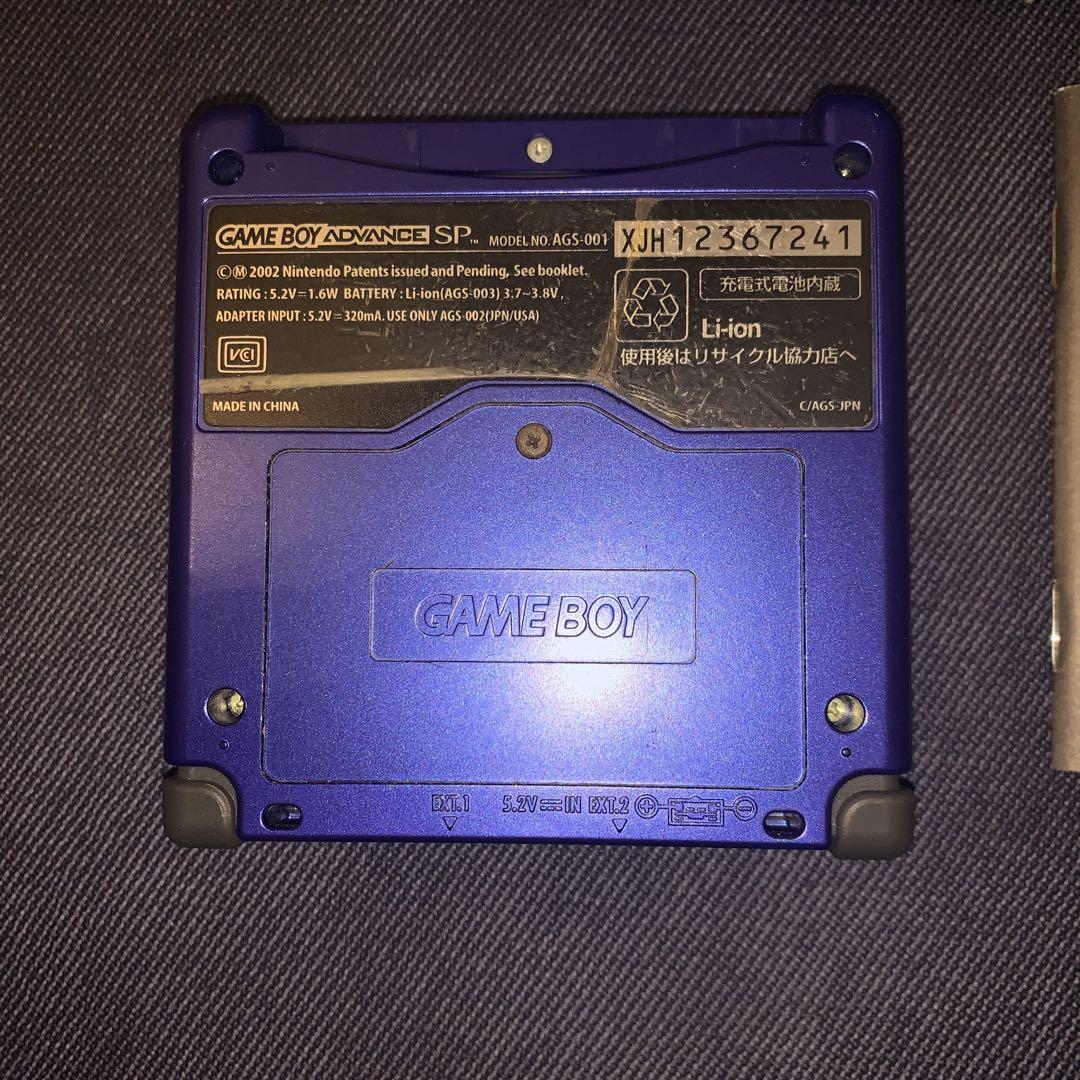 GAME BOY ADVANCE SP™ MODEL NO. AGS-001 XJH12367241
©Ⓜ 2002 Nintendo Patents issued and Pending, See booklet.
RATING : 5.2V⎓1.6W BATTERY : Li-ion(AGS-003) 3.7~3.8V,
ADAPTER INPUT : 5.2V⎓320mA. USE ONLY AGS-002(JPN/USA)
充電式電池内蔵
Li-ion
使用後はリサイクル協力店へ
VCI
MADE IN CHINA
C/AGS-JPN
GAME BOY
EXT.1 5.2V⎓IN EXT.2